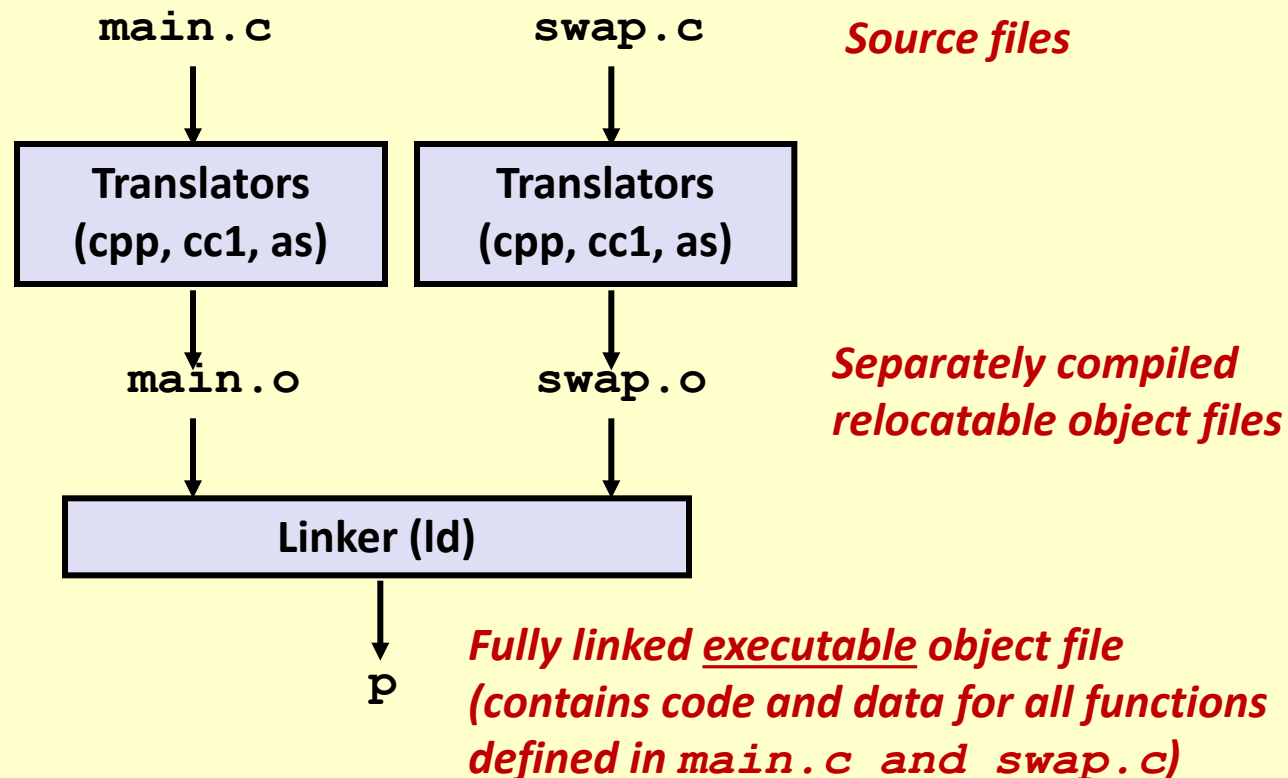 main.c
swap.c
Source files
Translators
(cpp, cc1, as)
Translators
(cpp, cc1, as)
main.o
swap.o
Separately compiled
relocatable object files
Linker (ld)
p
Fully linked executable object file
(contains code and data for all functions
defined in main.c and swap.c)